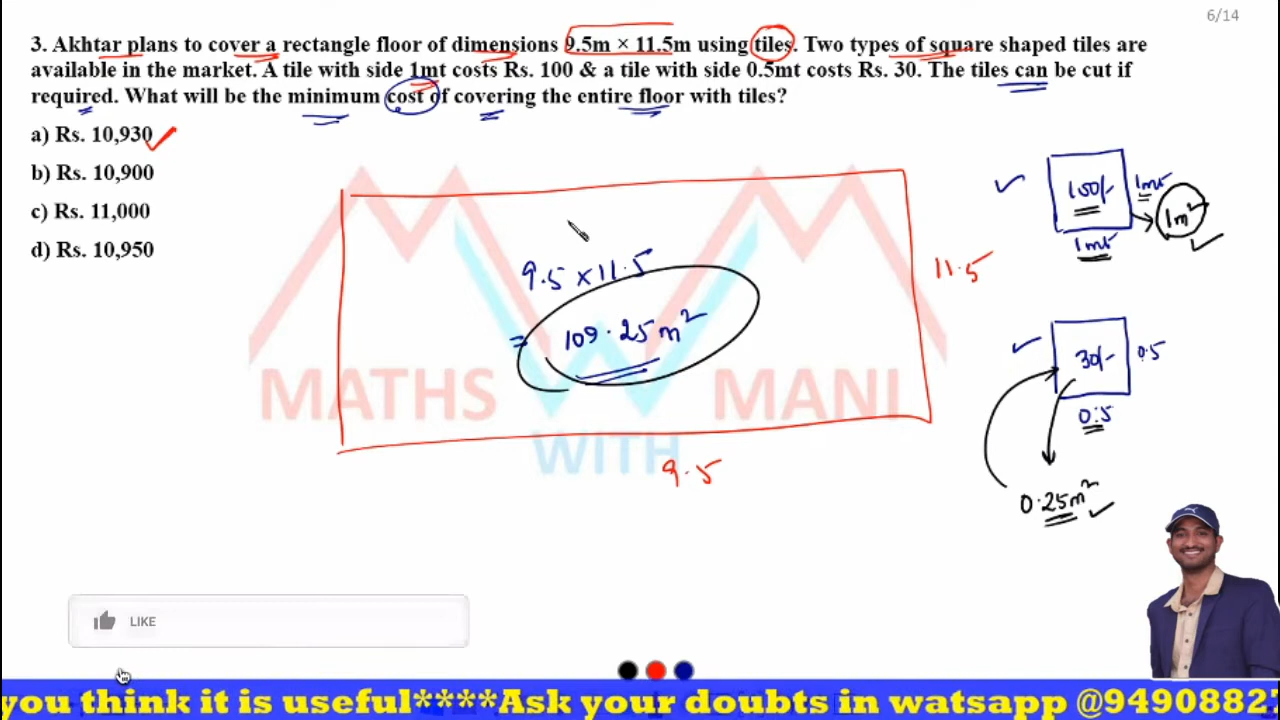 6/14
3. Akhtar plans to cover a rectangle floor of dimensions 9.5m × 11.5m using tiles. Two types of square shaped tiles are
available in the market. A tile with side 1mt costs Rs. 100 & a tile with side 0.5mt costs Rs. 30. The tiles can be cut if
required. What will be the minimum cost of covering the entire floor with tiles?
a) Rs. 10,930
b) Rs. 10,900
c) Rs. 11,000
d) Rs. 10,950
100/-
1mt
1m²
1mt
9.5 × 11.5
= 109.25 m²
11.5
30/-
0.5
0.5
9.5
0.25m²
MATHS
WITH
MANI
LIKE
you think it is useful****Ask your doubts in watsapp @9490882